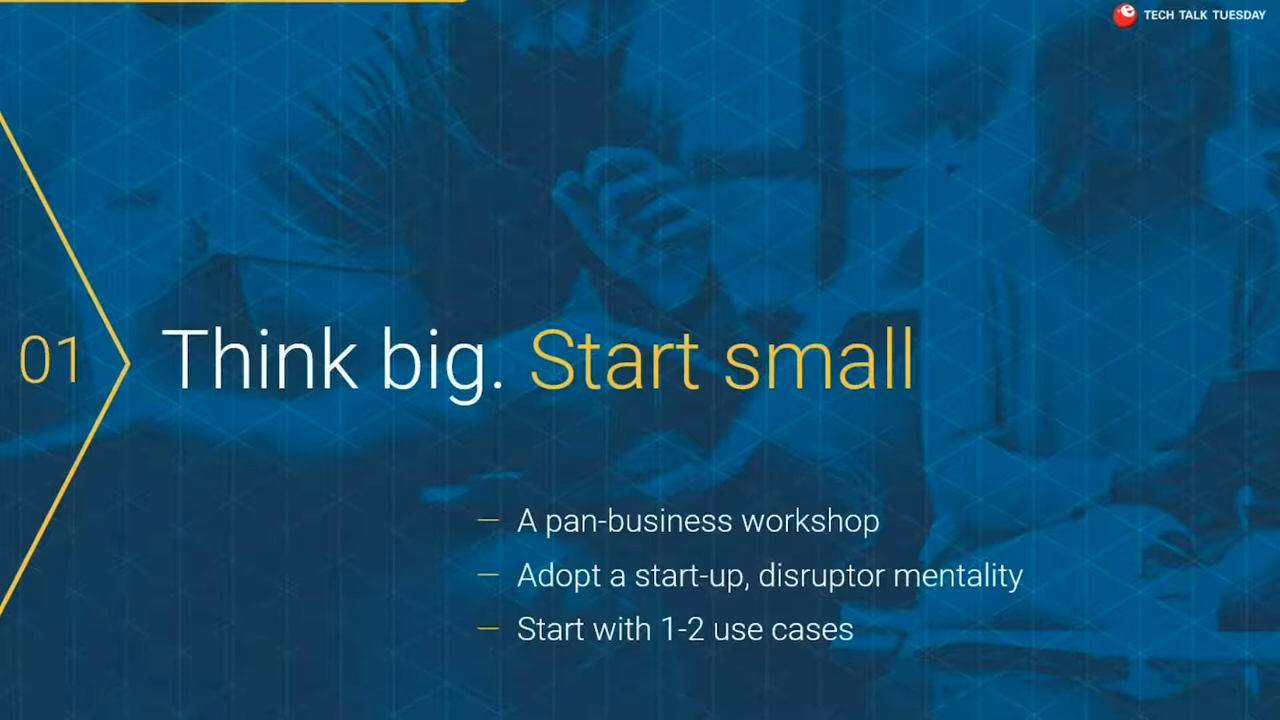 TECH TALK TUESDAY
01
Think big. Start small
— A pan-business workshop
— Adopt a start-up, disruptor mentality
— Start with 1-2 use cases